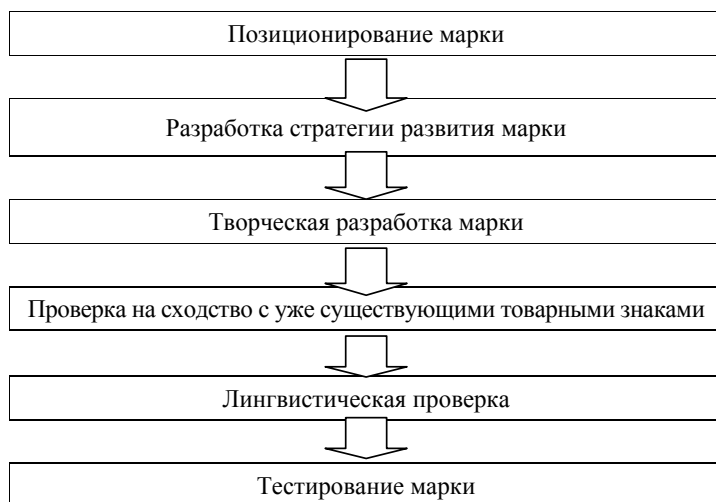 Позиционирование марки
Разработка стратегии развития марки
Творческая разработка марки
Проверка на сходство с уже существующими товарными знаками
Лингвистическая проверка
Тестирование марки